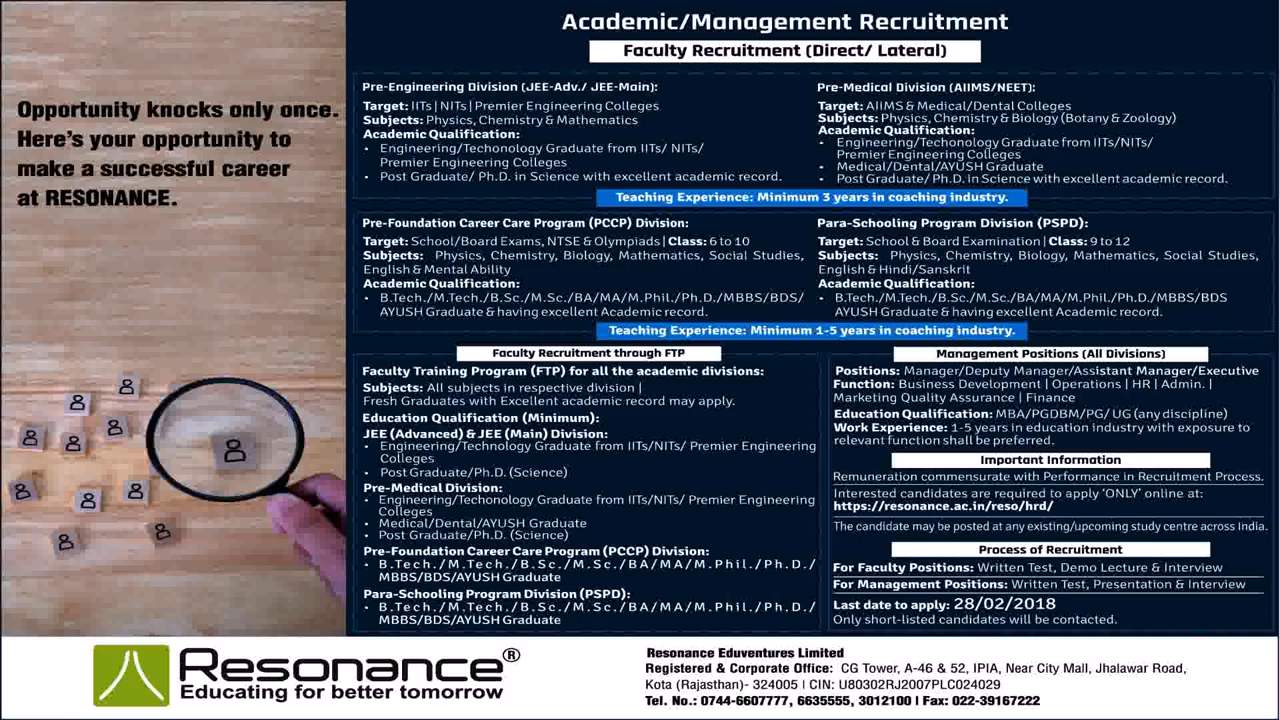 Opportunity knocks only once.
Here's your opportunity to
make a successful career
at RESONANCE.
Academic/Management Recruitment
Faculty Recruitment (Direct/ Lateral)
Pre-Engineering Division (JEE-Adv./ JEE-Main):
Target: IITs | NITs | Premier Engineering Colleges
Subjects: Physics, Chemistry & Mathematics
Academic Qualification:
• Engineering/Techonology Graduate from IITs/ NITs/
Premier Engineering Colleges
• Post Graduate/ Ph.D. in Science with excellent academic record.
Pre-Medical Division (AIIMS/NEET):
Target: AIIMS & Medical/Dental Colleges
Subjects: Physics, Chemistry & Biology (Botany & Zoology)
Academic Qualification:
• Engineering/Techonology Graduate from IITs/NITs/
Premier Engineering Colleges
• Medical/Dental/AYUSH Graduate
• Post Graduate/ Ph.D. in Science with excellent academic record.
Teaching Experience: Minimum 3 years in coaching industry.
Pre-Foundation Career Care Program (PCCP) Division:
Target: School/Board Exams, NTSE & Olympiads | Class: 6 to 10
Subjects: Physics, Chemistry, Biology, Mathematics, Social Studies,
English & Mental Ability
Academic Qualification:
• B.Tech./M.Tech./B.Sc./M.Sc./BA/MA/M.Phil./Ph.D./MBBS/BDS/
AYUSH Graduate & having excellent Academic record.
Para-Schooling Program Division (PSPD):
Target: School & Board Examination | Class: 9 to 12
Subjects: Physics, Chemistry, Biology, Mathematics, Social Studies,
English & Hindi/Sanskrit
Academic Qualification:
• B.Tech./M.Tech./B.Sc./M.Sc./BA/MA/M.Phil./Ph.D./MBBS/BDS
AYUSH Graduate & having excellent Academic record.
Teaching Experience: Minimum 1-5 years in coaching industry.
Faculty Recruitment through FTP
Faculty Training Program (FTP) for all the academic divisions:
Subjects: All subjects in respective division |
Fresh Graduates with Excellent academic record may apply.
Education Qualification (Minimum):
JEE (Advanced) & JEE (Main) Division:
• Engineering/Technology Graduate from IITs/NITs/ Premier Engineering
Colleges
• Post Graduate/Ph.D. (Science)
Pre-Medical Division:
• Engineering/Techonology Graduate from IITs/NITs/ Premier Engineering
Colleges
• Medical/Dental/AYUSH Graduate
• Post Graduate/Ph.D. (Science)
Pre-Foundation Career Care Program (PCCP) Division:
• B.Tech./M.Tech./B.Sc./M.Sc./BA/MA/M.Phil./Ph.D./
MBBS/BDS/AYUSH Graduate
Para-Schooling Program Division (PSPD):
• B.Tech./M.Tech./B.Sc./M.Sc./BA/MA/M.Phil./Ph.D./
MBBS/BDS/AYUSH Graduate
Management Positions (All Divisions)
Positions: Manager/Deputy Manager/Assistant Manager/Executive
Function: Business Development | Operations | HR | Admin. |
Marketing Quality Assurance | Finance
Education Qualification: MBA/PGDBM/PG/ UG (any discipline)
Work Experience: 1-5 years in education industry with exposure to
relevant function shall be preferred.
Important Information
Remuneration commensurate with Performance in Recruitment Process.
Interested candidates are required to apply 'ONLY' online at:
https://resonance.ac.in/reso/hrd/
The candidate may be posted at any existing/upcoming study centre across India.
Process of Recruitment
For Faculty Positions: Written Test, Demo Lecture & Interview
For Management Positions: Written Test, Presentation & Interview
Last date to apply: 28/02/2018
Only short-listed candidates will be contacted.
Resonance®
Educating for better tomorrow
Resonance Eduventures Limited
Registered & Corporate Office: CG Tower, A-46 & 52, IPIA, Near City Mall, Jhalawar Road,
Kota (Rajasthan)- 324005 | CIN: U80302RJ2007PLC024029
Tel. No.: 0744-6607777, 6635555, 3012100 | Fax: 022-39167222